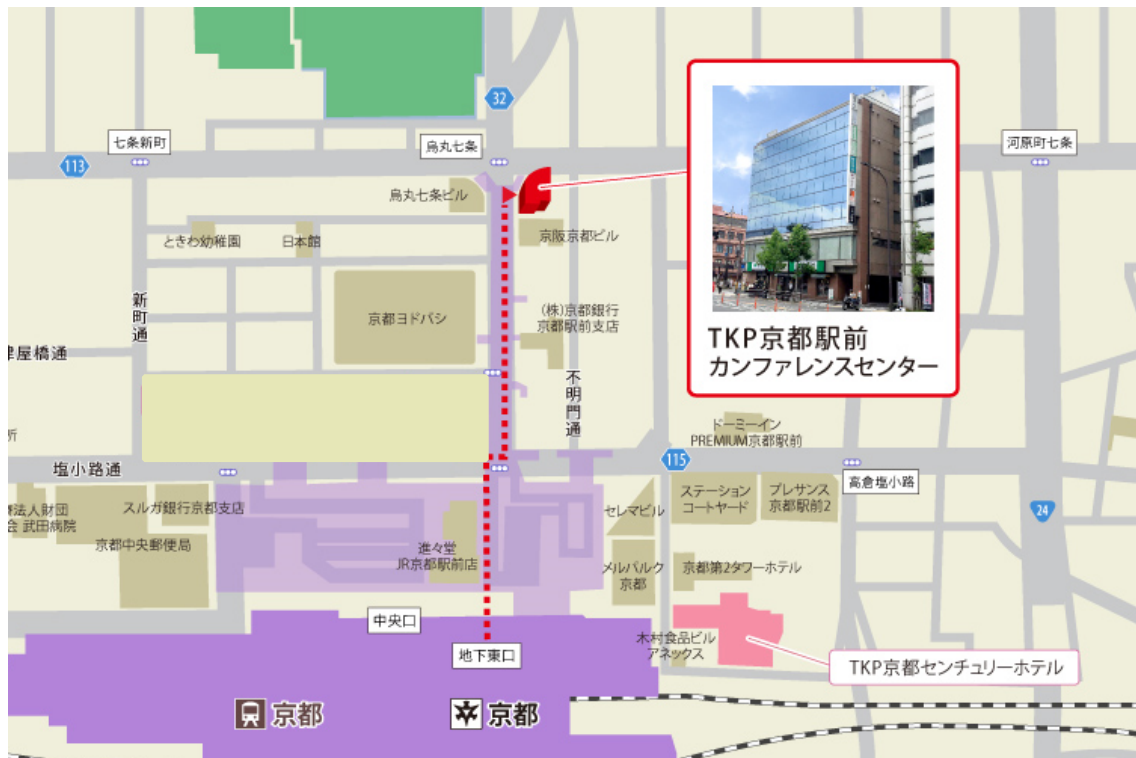 32
七条新町
烏丸七条
河原町七条
113
烏丸七条ビル
ときわ幼稚園
日本館
京阪京都ビル
新町通
京都ヨドバシ
(株)京都銀行
京都駅前支店
TKP京都駅前
カンファレンスセンター
津屋橋通
不明門通
所
ドーミーイン
PREMIUM京都駅前
塩小路通
115
高倉塩小路
療法人財団
会 武田病院
スルガ銀行京都支店
京都中央郵便局
進々堂
JR京都駅前店
セレマビル
ステーション
コートヤード
プレサンス
京都駅前2
24
メルパルク
京都
京都第2タワーホテル
中央口
地下東口
木村食品ビル
アネックス
TKP京都センチュリーホテル
京都
京都